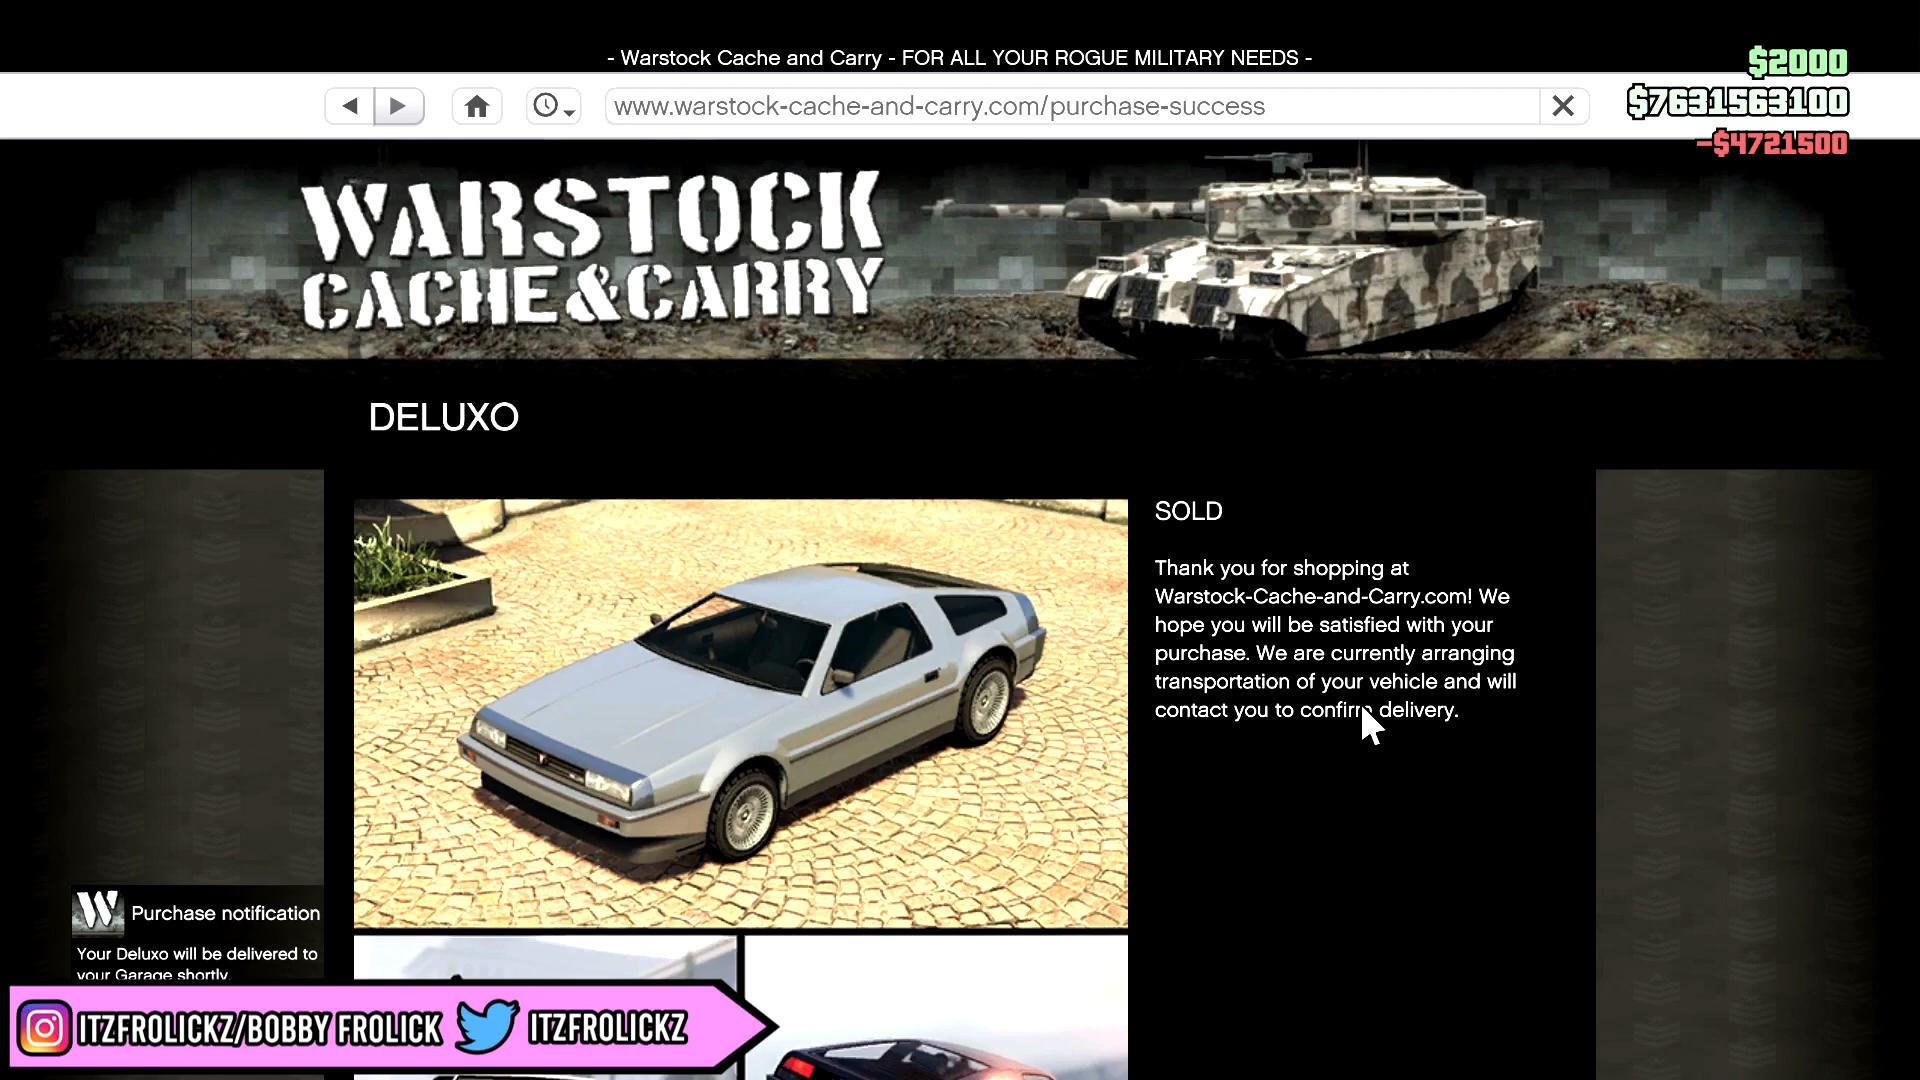 - Warstock Cache and Carry - FOR ALL YOUR ROGUE MILITARY NEEDS -
$2000
www.warstock-cache-and-carry.com/purchase-success
$7631563100
-$4721500
WARSTOCK
CACHE&CARRY
DELUXO
SOLD
Thank you for shopping at
Warstock-Cache-and-Carry.com! We
hope you will be satisfied with your
purchase. We are currently arranging
transportation of your vehicle and will
contact you to confirm delivery.
W Purchase notification
Your Deluxo will be delivered to
your Garage shortly.
ITZFROLICKZ/BOBBY FROLICK ITZFROLICKZ